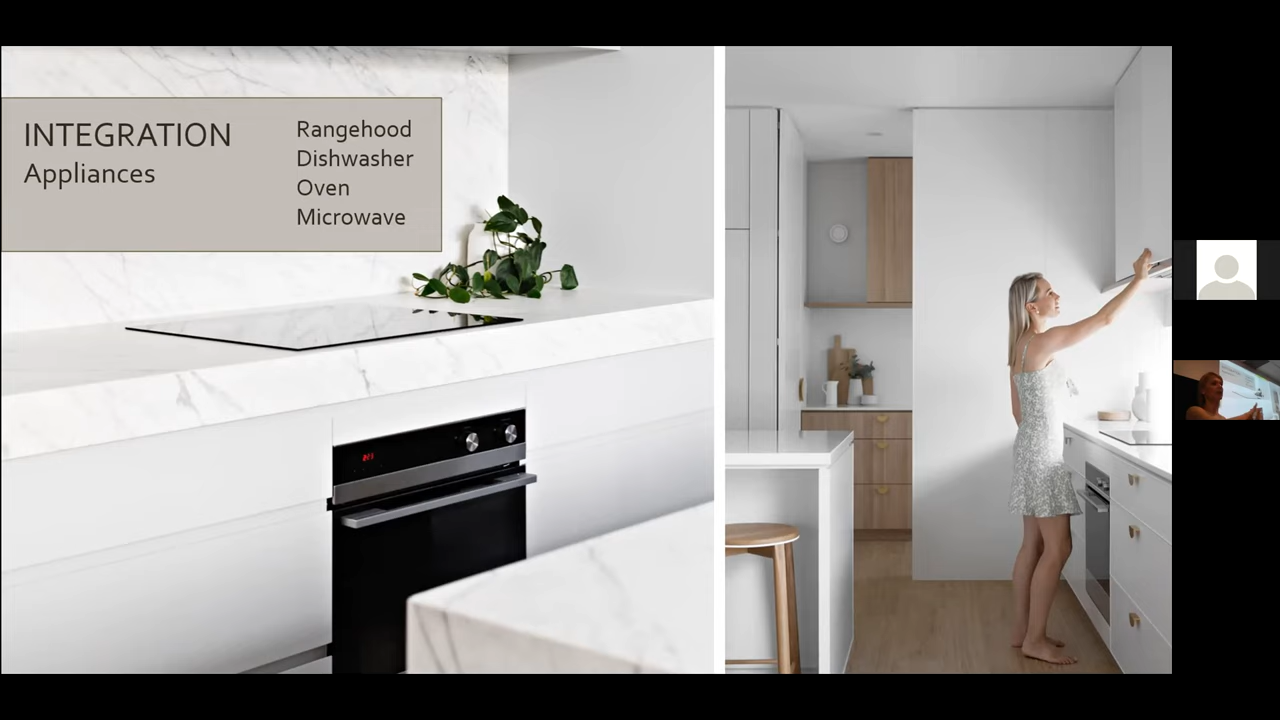 INTEGRATION
Appliances
Rangehood
Dishwasher
Oven
Microwave